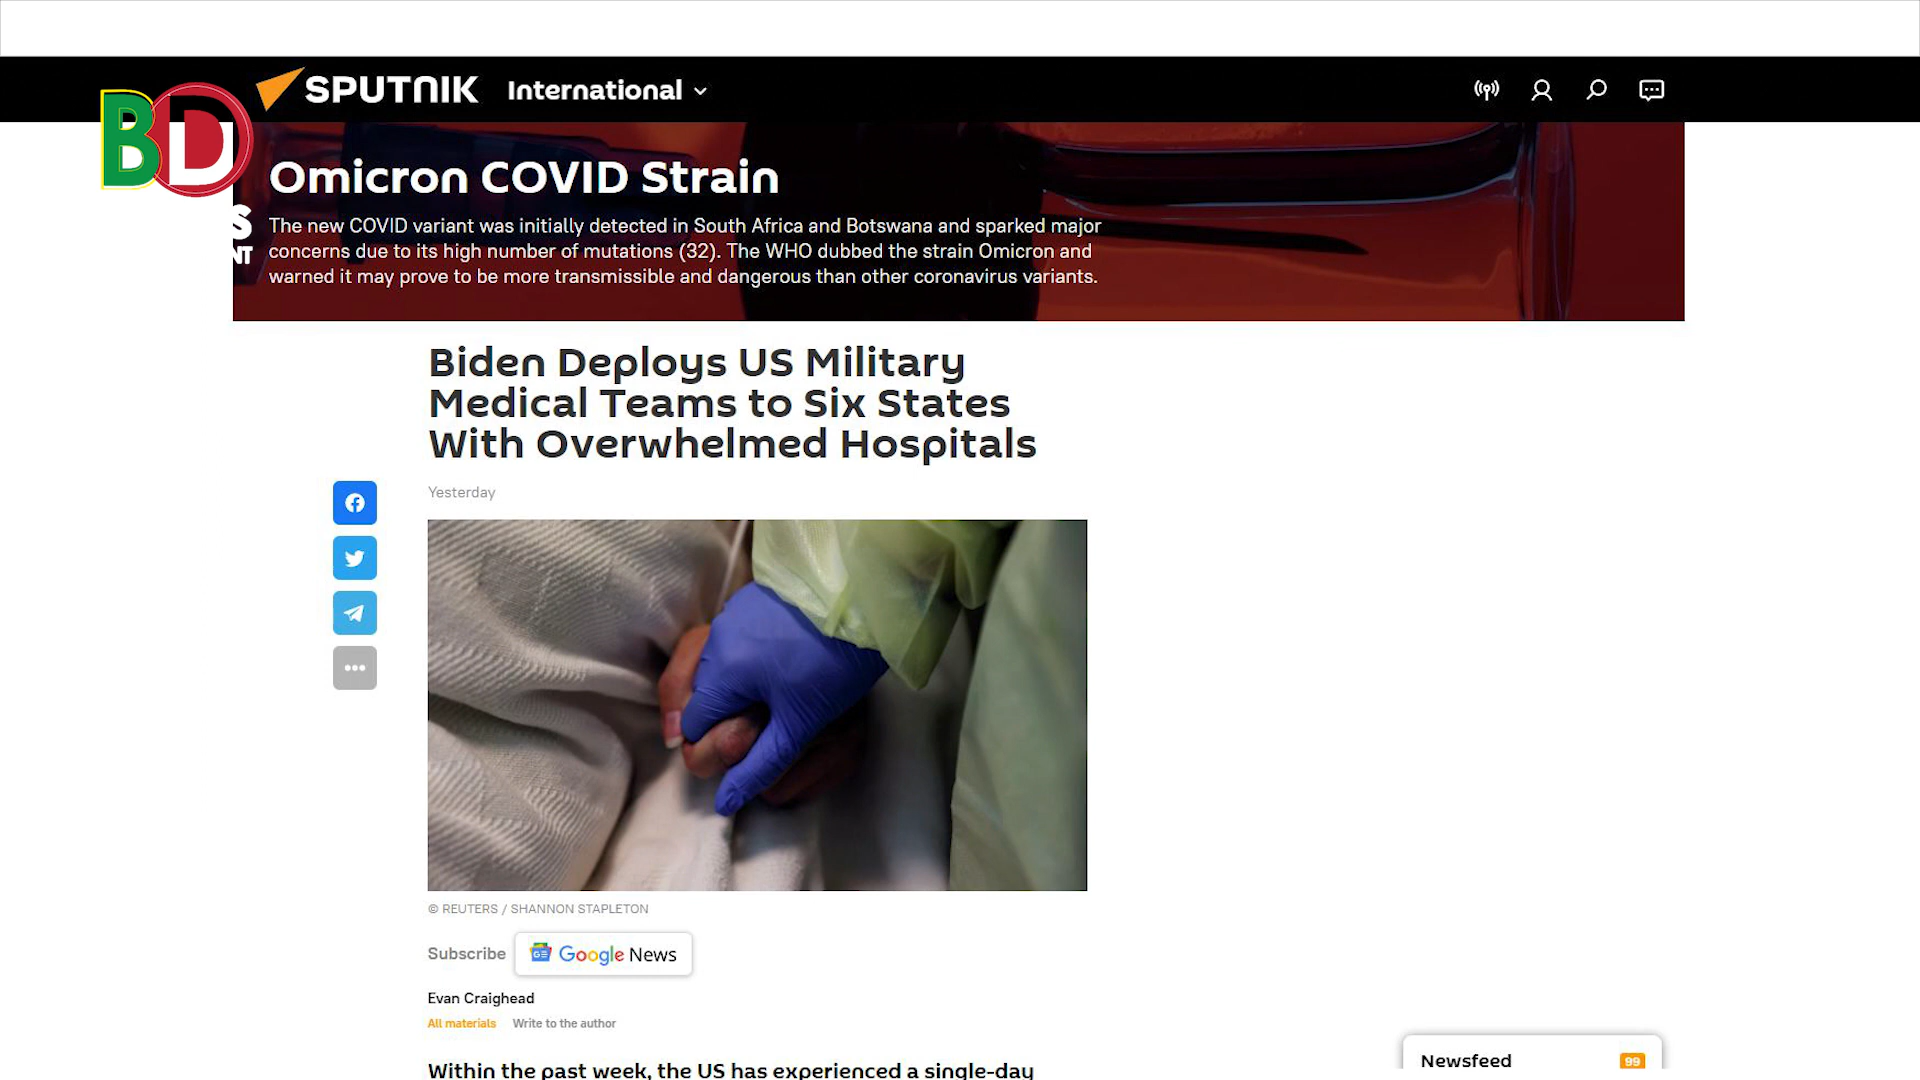 SPUTNIK International
BD
Omicron COVID Strain
S
NT
The new COVID variant was initially detected in South Africa and Botswana and sparked major
concerns due to its high number of mutations (32). The WHO dubbed the strain Omicron and
warned it may prove to be more transmissible and dangerous than other coronavirus variants.
Biden Deploys US Military
Medical Teams to Six States
With Overwhelmed Hospitals
Yesterday
© REUTERS / SHANNON STAPLETON
Subscribe Google News
Evan Craighead
All materials Write to the author
Within the past week, the US has experienced a single-day
Newsfeed 99